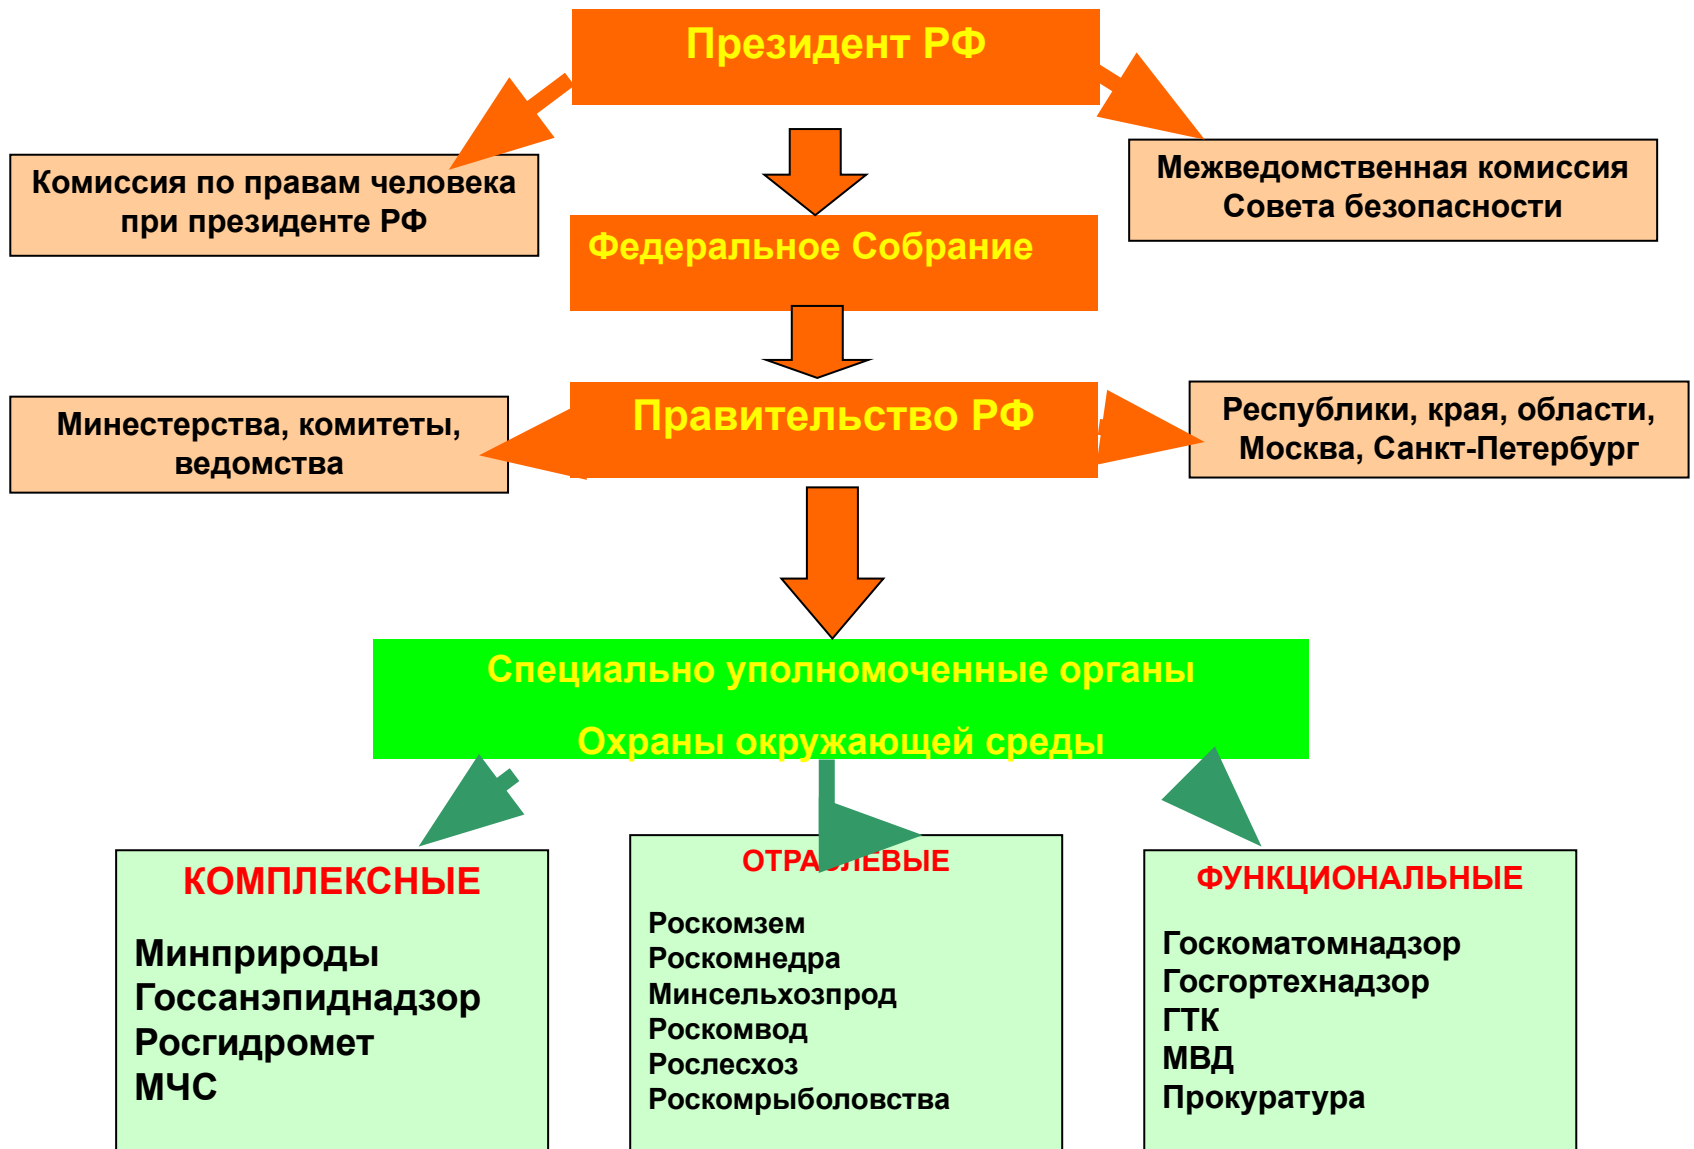 Президент РФ
Комиссия по правам человека
при президенте РФ
Межведомственная комиссия
Совета безопасности
Федеральное Собрание
Минестерства, комитеты,
ведомства
Правительство РФ
Республики, края, области,
Москва, Санкт-Петербург
Специально уполномоченные органы
Охраны окружающей среды
КОМПЛЕКСНЫЕ
Минприроды
Госсанэпиднадзор
Росгидромет
МЧС
ОТРАСЛЕВЫЕ
Роскомзем
Роскомнедра
Минсельхозпрод
Роскомвод
Рослесхоз
Роскомрыболовства
ФУНКЦИОНАЛЬНЫЕ
Госкоматомнадзор
Госгортехнадзор
ГТК
МВД
Прокуратура